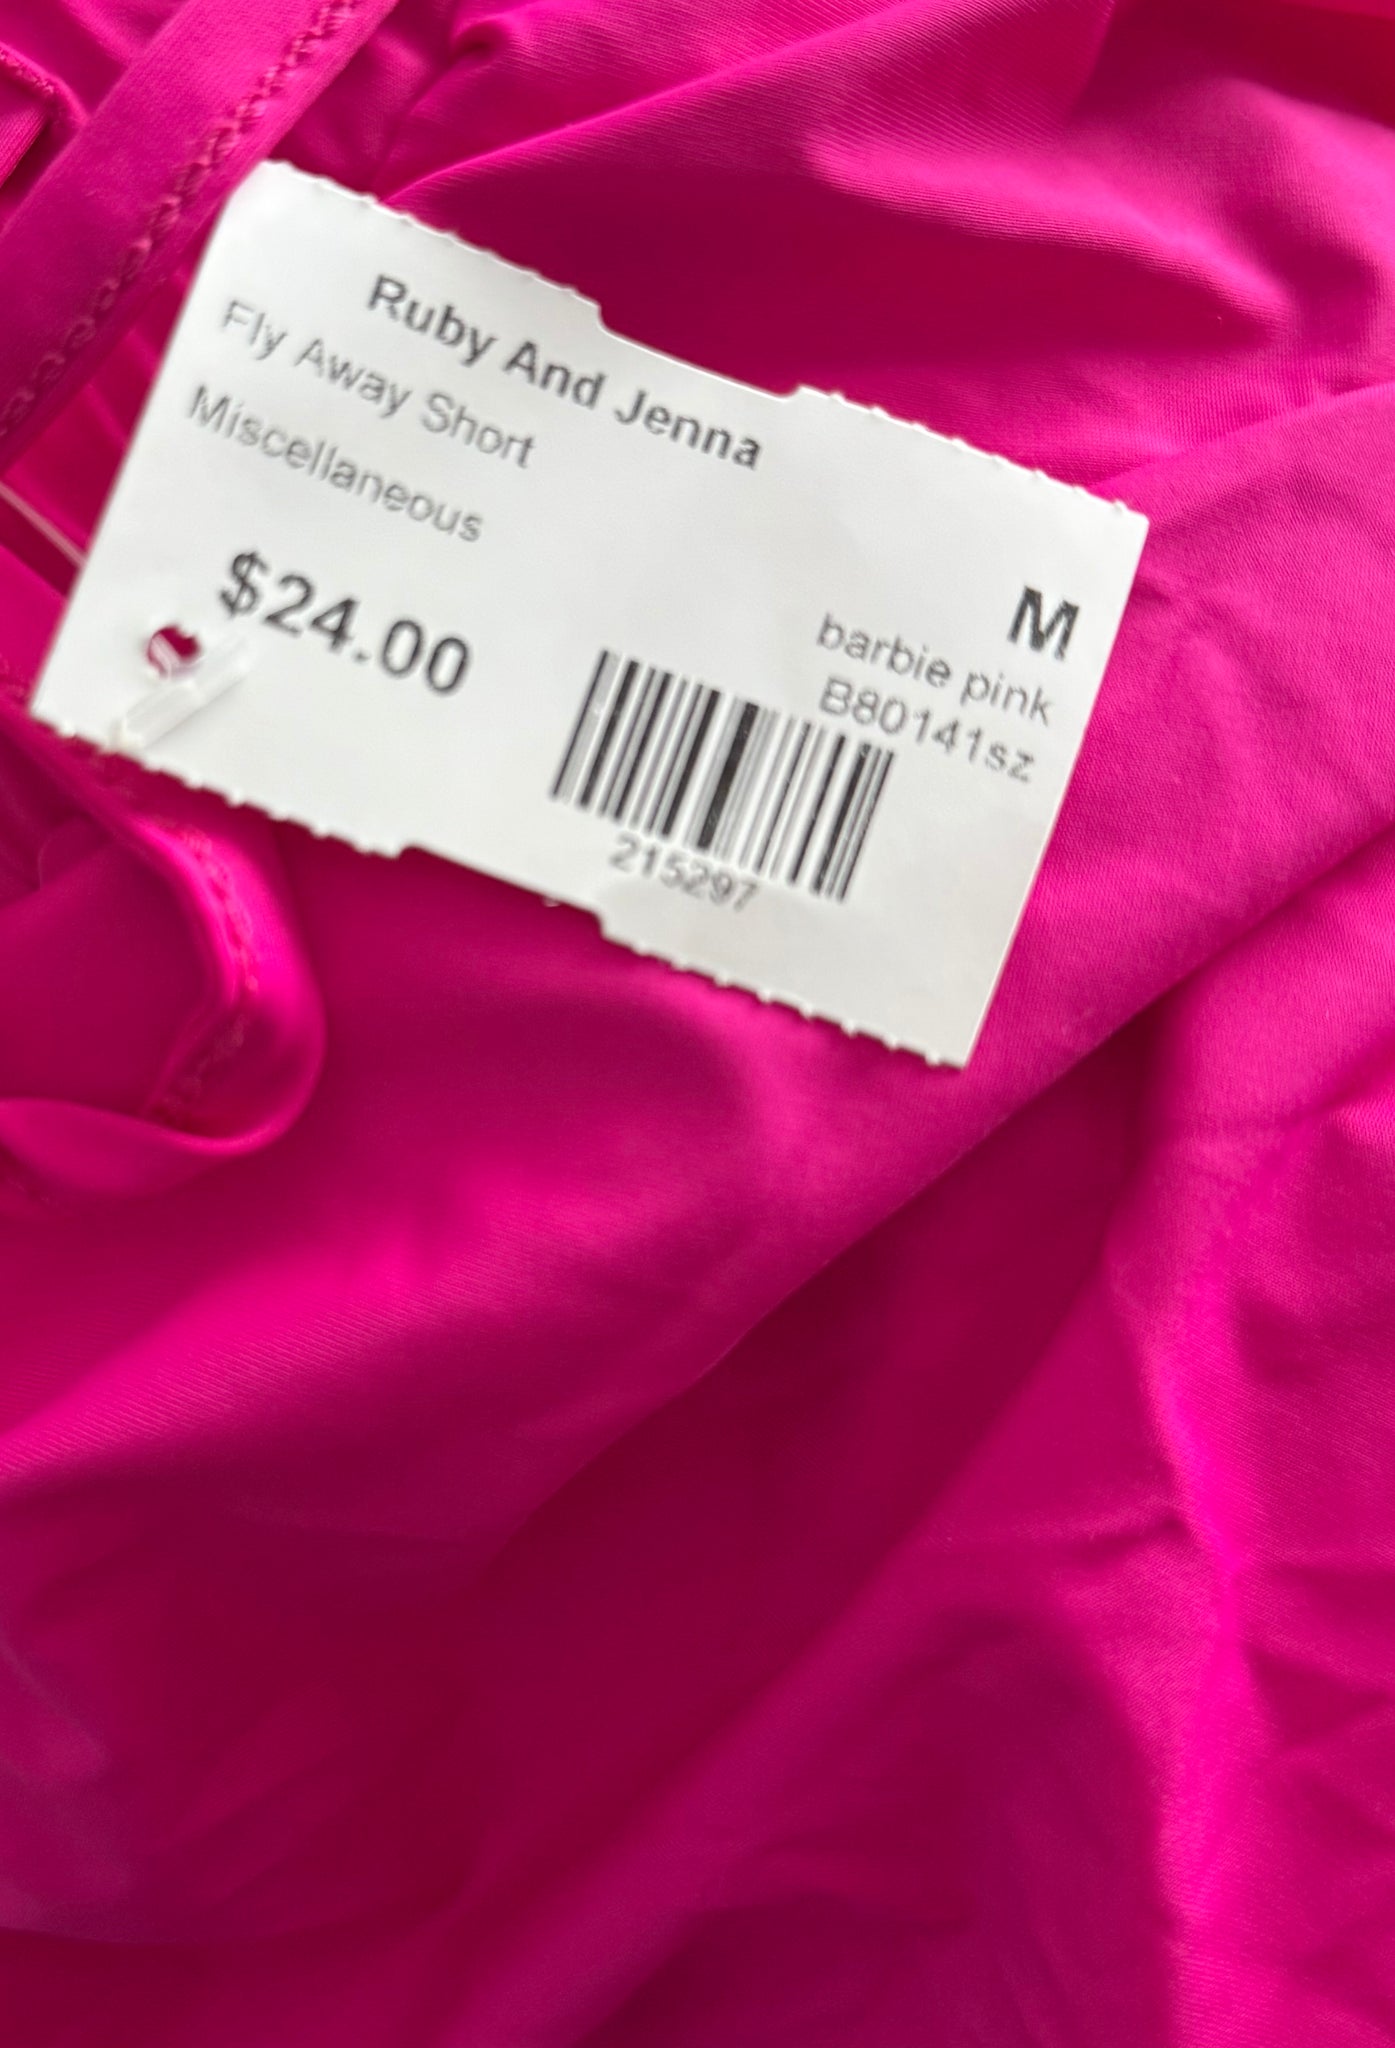 Ruby And Jenna
Fly Away Short
Miscellaneous
$24.00
M
barbie pink
B80141sz
215297